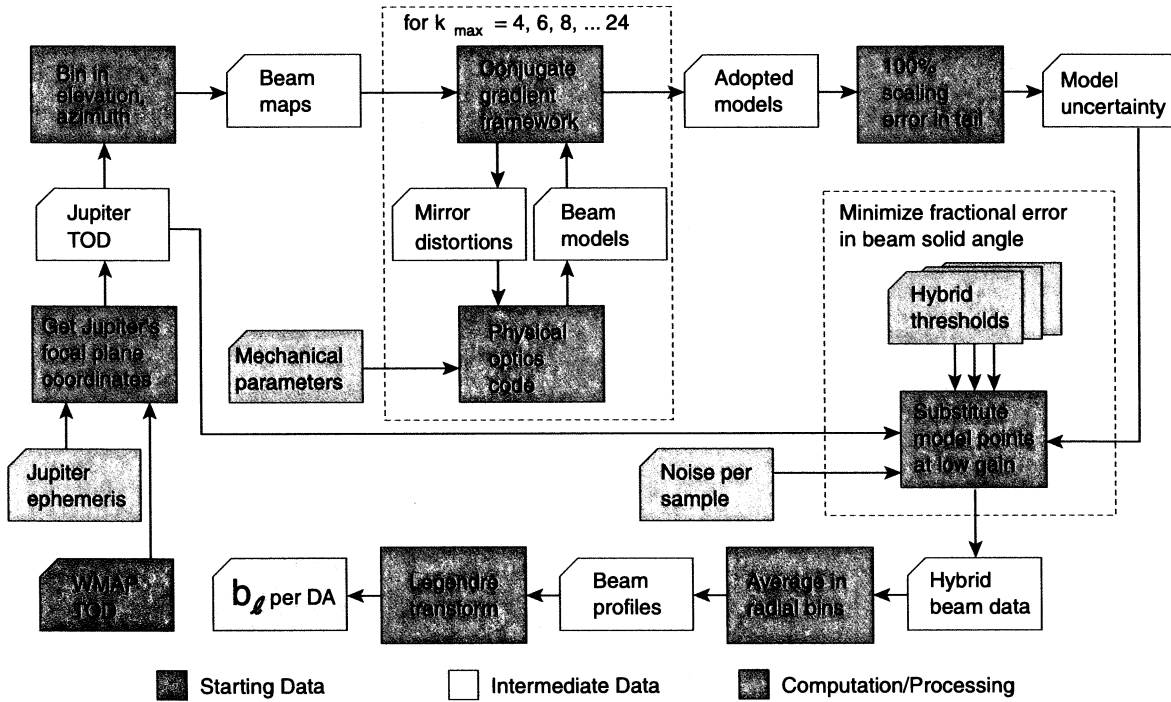 for k max = 4, 6, 8, ... 24
Bin in
elevation,
azimuth
Beam
maps
Conjugate
gradient
framework
Adopted
models
100%
scaling
error in tail
Model
uncertainty
Jupiter
TOD
Mirror
distortions
Beam
models
Minimize fractional error
in beam solid angle
Hybrid
thresholds
Get Jupiter's
focal plane
coordinates
Mechanical
parameters
Physical
optics
code
Substitute
model points
at low gain
Jupiter
ephemeris
Noise per
sample
WMAP
TOD
bℓ per DA
Legendre
transform
Beam
profiles
Average in
radial bins
Hybrid
beam data
Starting Data
Intermediate Data
Computation/Processing